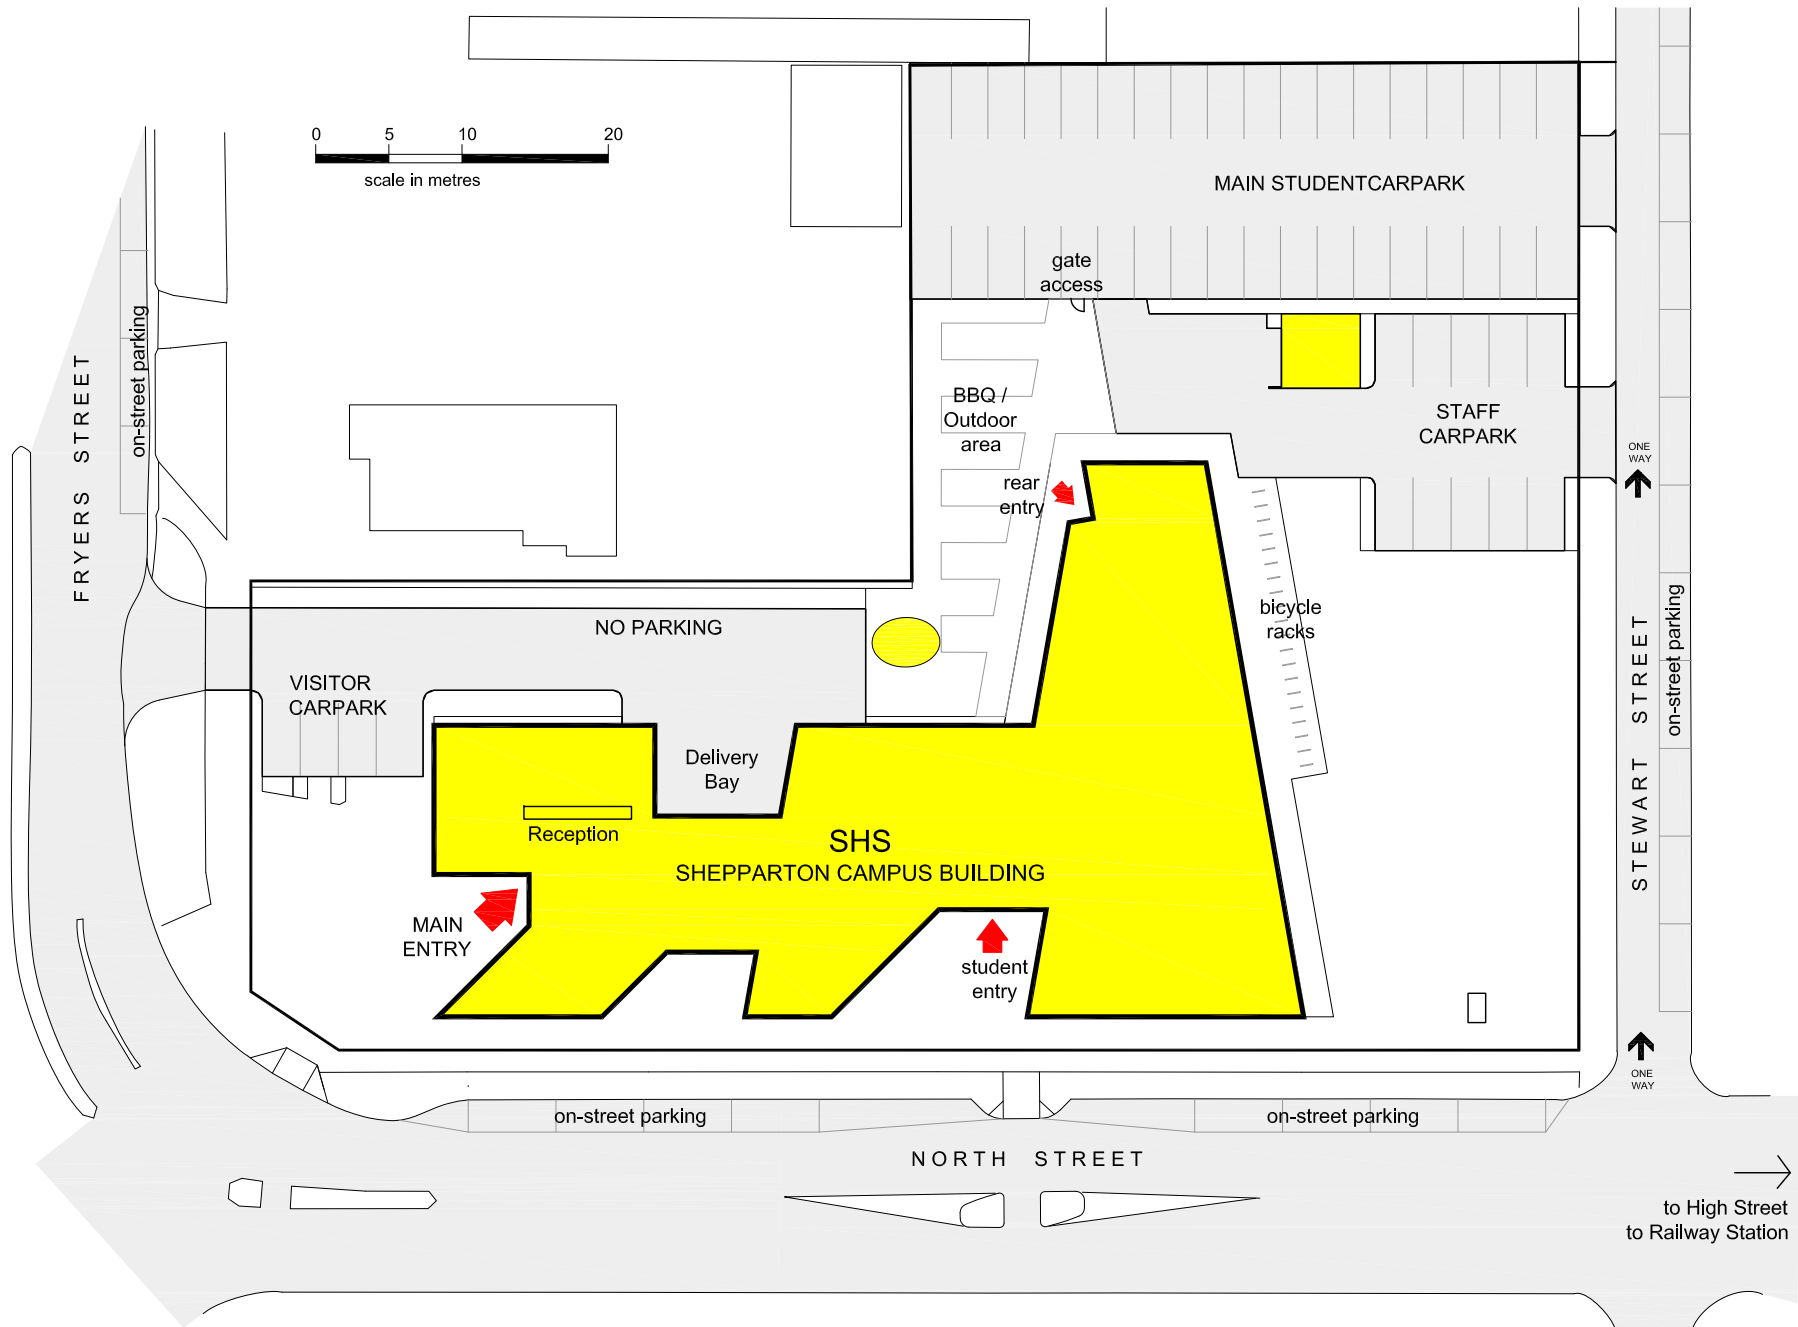 0 5 10 20
scale in metres
MAIN STUDENTCARPARK
gate
access
on-street parking
FRYERS STREET
BBQ /
Outdoor
area
STAFF
CARPARK
ONE
WAY
rear
entry
bicycle
racks
on-street parking
STEWART STREET
NO PARKING
VISITOR
CARPARK
Delivery
Bay
Reception
SHS
SHEPPARTON CAMPUS BUILDING
MAIN
ENTRY
student
entry
ONE
WAY
on-street parking
on-street parking
NORTH STREET
to High Street
to Railway Station